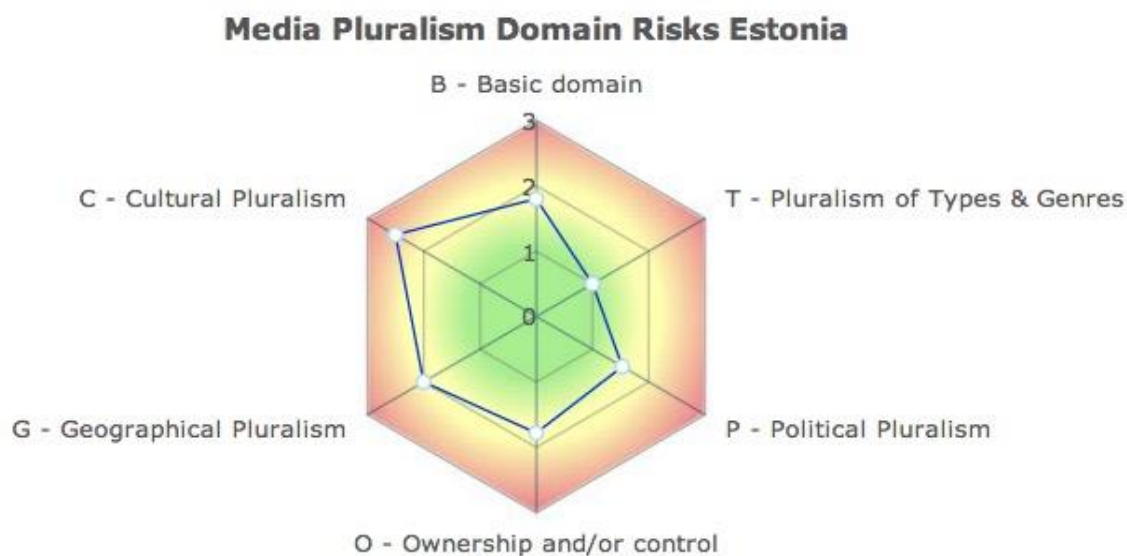 Media Pluralism Domain Risks Estonia
B - Basic domain
3
C - Cultural Pluralism
2
T - Pluralism of Types & Genres
1
0
G - Geographical Pluralism
P - Political Pluralism
O - Ownership and/or control